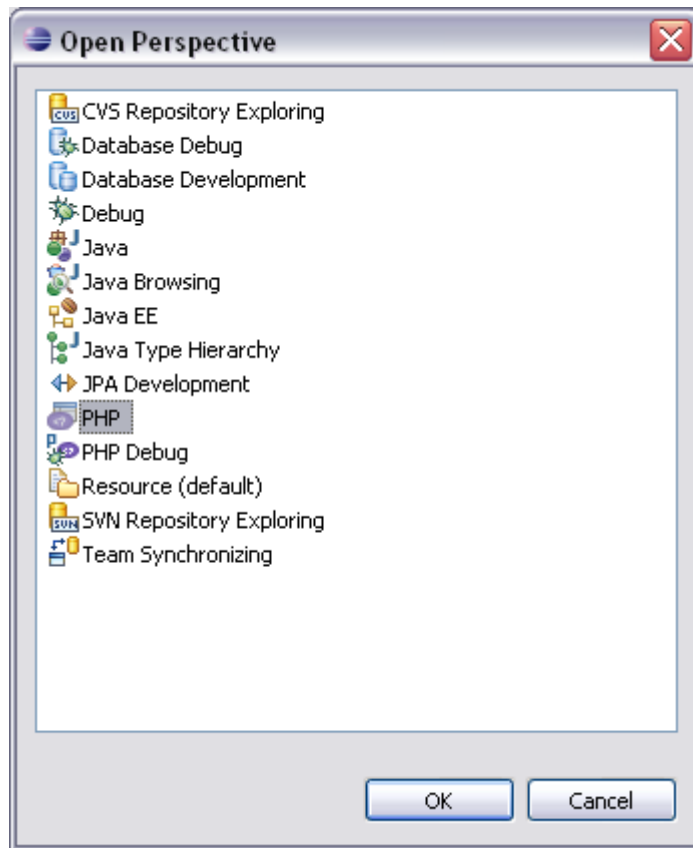 Open Perspective
CVS Repository Exploring
Database Debug
Database Development
Debug
Java
Java Browsing
Java EE
Java Type Hierarchy
JPA Development
PHP
PHP Debug
Resource (default)
SVN Repository Exploring
Team Synchronizing
OK Cancel